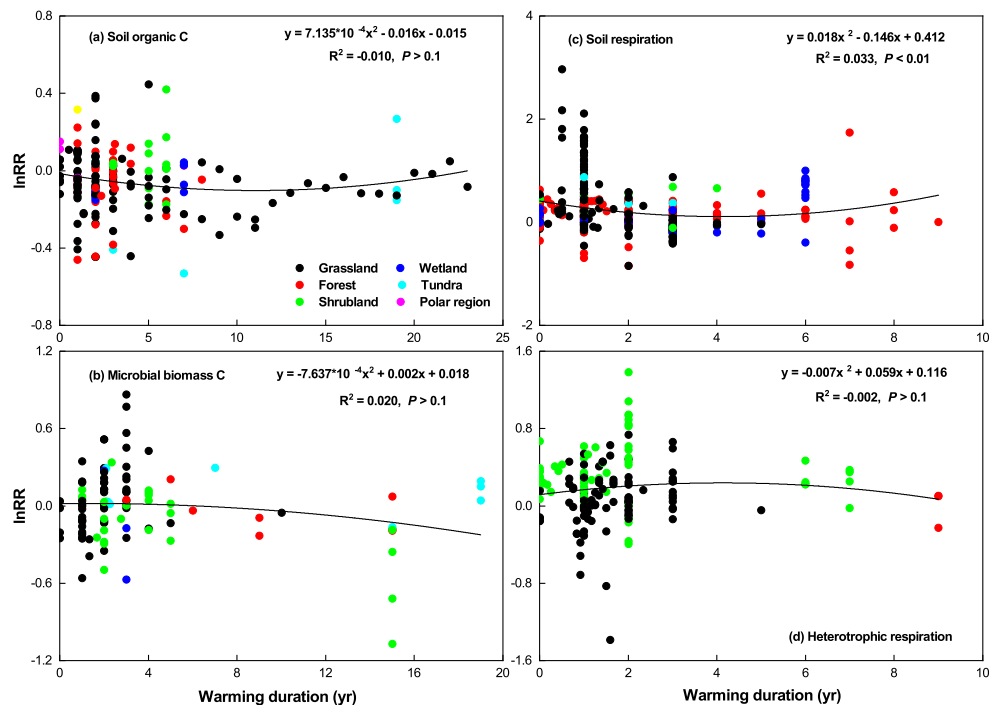 0.8
(a) Soil organic C
y = 7.135*10 -4x2 - 0.016x - 0.015
R2 = -0.010, P > 0.1
0.4
0.0
lnRR
-0.4
Grassland
Wetland
Forest
Tundra
Shrubland
Polar region
-0.8
0 5 10 15 20 25
4
(c) Soil respiration
y = 0.018x 2 - 0.146x + 0.412
R2 = 0.033, P < 0.01
2
0
-2
0 2 4 6 8 10
1.2
(b) Microbial biomass C
y = -7.637*10 -4x2 + 0.002x + 0.018
R2 = 0.020, P > 0.1
0.6
0.0
lnRR
-0.6
-1.2
0 4 8 12 16 20
Warming duration (yr)
1.6
y = -0.007x 2 + 0.059x + 0.116
R2 = -0.002, P > 0.1
0.8
0.0
-0.8
(d) Heterotrophic respiration
-1.6
0 2 4 6 8 10
Warming duration (yr)